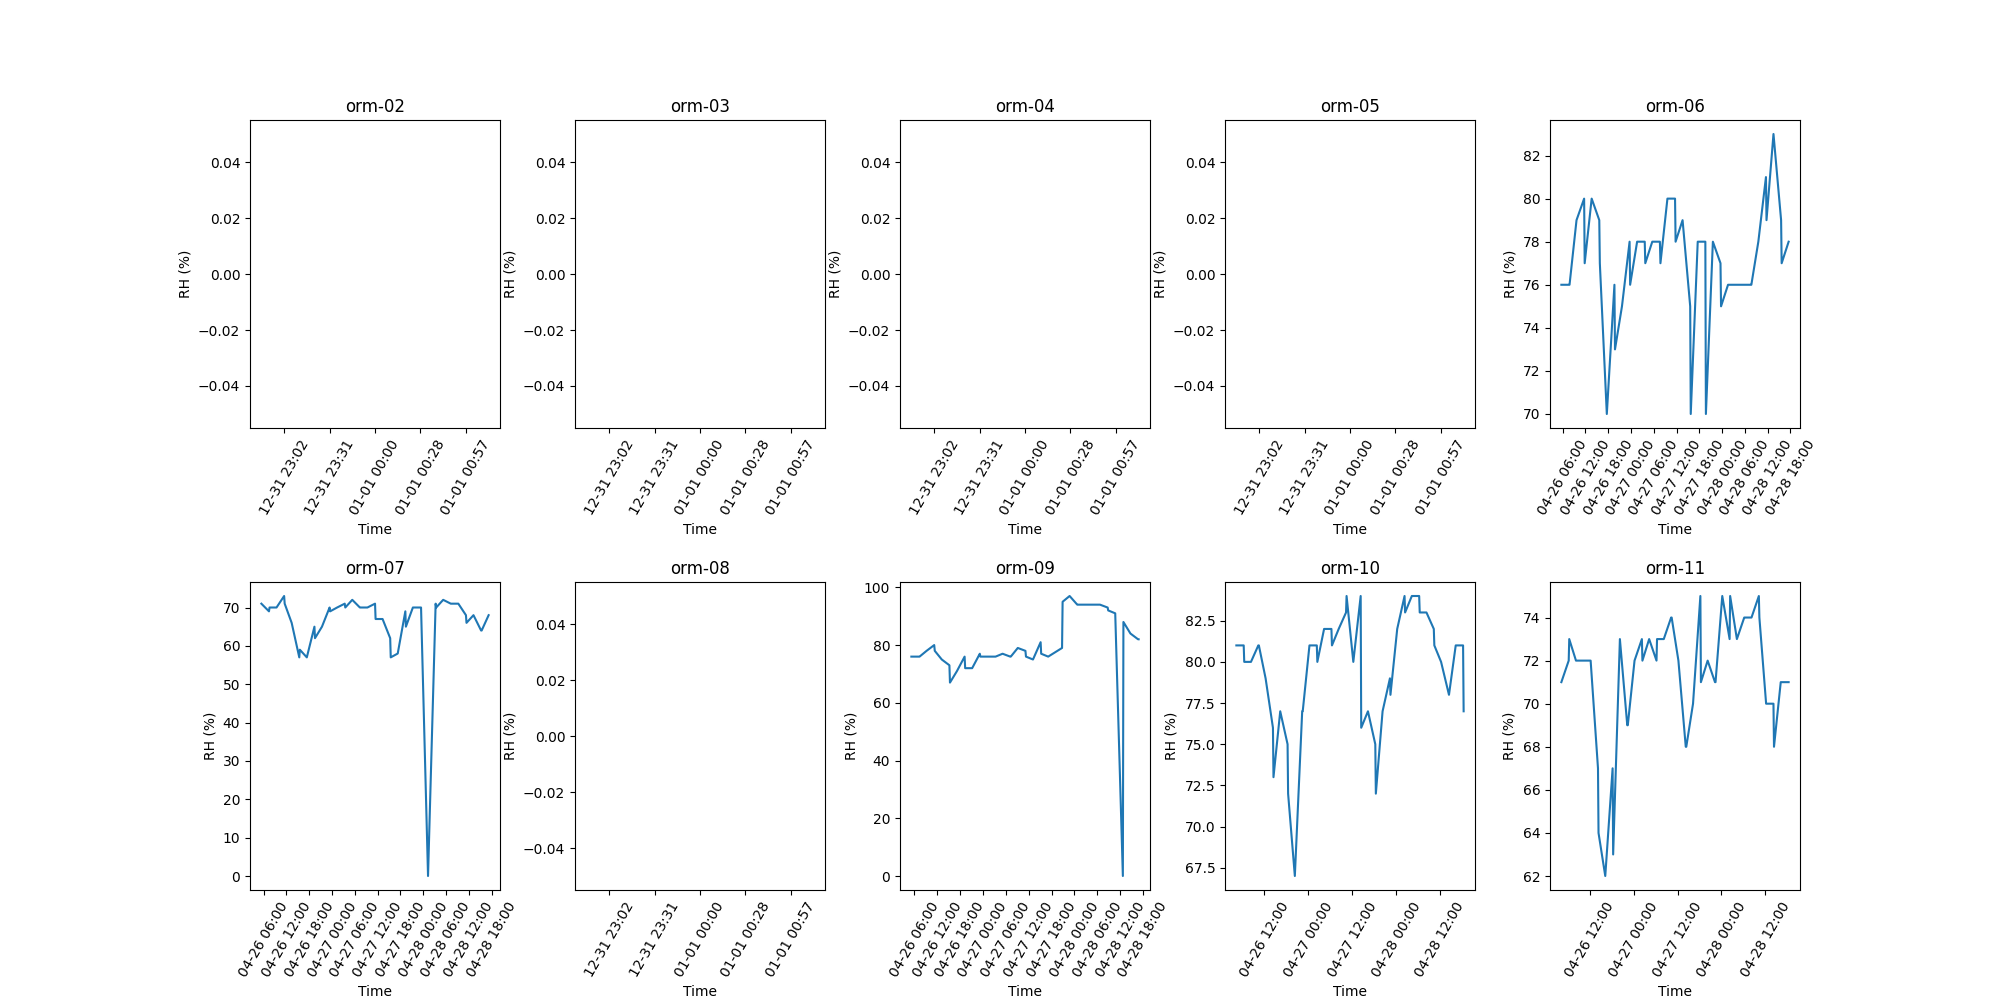 orm-02 orm-03 orm-04 orm-05 orm-06
RH (%) 0.04 0.02 0.00 −0.02 −0.04
12-31 23:02 12-31 23:31 01-01 00:00 01-01 00:28 01-01 00:57
Time
RH (%) 0.04 0.02 0.00 −0.02 −0.04
12-31 23:02 12-31 23:31 01-01 00:00 01-01 00:28 01-01 00:57
Time
RH (%) 0.04 0.02 0.00 −0.02 −0.04
12-31 23:02 12-31 23:31 01-01 00:00 01-01 00:28 01-01 00:57
Time
RH (%) 0.04 0.02 0.00 −0.02 −0.04
12-31 23:02 12-31 23:31 01-01 00:00 01-01 00:28 01-01 00:57
Time
RH (%) 82 80 78 76 74 72 70
04-26 06:00 04-26 12:00 04-26 18:00 04-27 00:00 04-27 06:00 04-27 12:00 04-27 18:00 04-28 00:00 04-28 06:00 04-28 12:00 04-28 18:00
Time
orm-07 orm-08 orm-09 orm-10 orm-11
RH (%) 70 60 50 40 30 20 10 0
04-26 06:00 04-26 12:00 04-26 18:00 04-27 00:00 04-27 06:00 04-27 12:00 04-27 18:00 04-28 00:00 04-28 06:00 04-28 12:00 04-28 18:00
Time
RH (%) 0.04 0.02 0.00 −0.02 −0.04
12-31 23:02 12-31 23:31 01-01 00:00 01-01 00:28 01-01 00:57
Time
RH (%) 100 80 60 40 20 0
04-26 06:00 04-26 12:00 04-26 18:00 04-27 00:00 04-27 06:00 04-27 12:00 04-27 18:00 04-28 00:00 04-28 06:00 04-28 12:00 04-28 18:00
Time
RH (%) 82.5 80.0 77.5 75.0 72.5 70.0 67.5
04-26 12:00 04-27 00:00 04-27 12:00 04-28 00:00 04-28 12:00
Time
RH (%) 74 72 70 68 66 64 62
04-26 12:00 04-27 00:00 04-27 12:00 04-28 00:00 04-28 12:00
Time